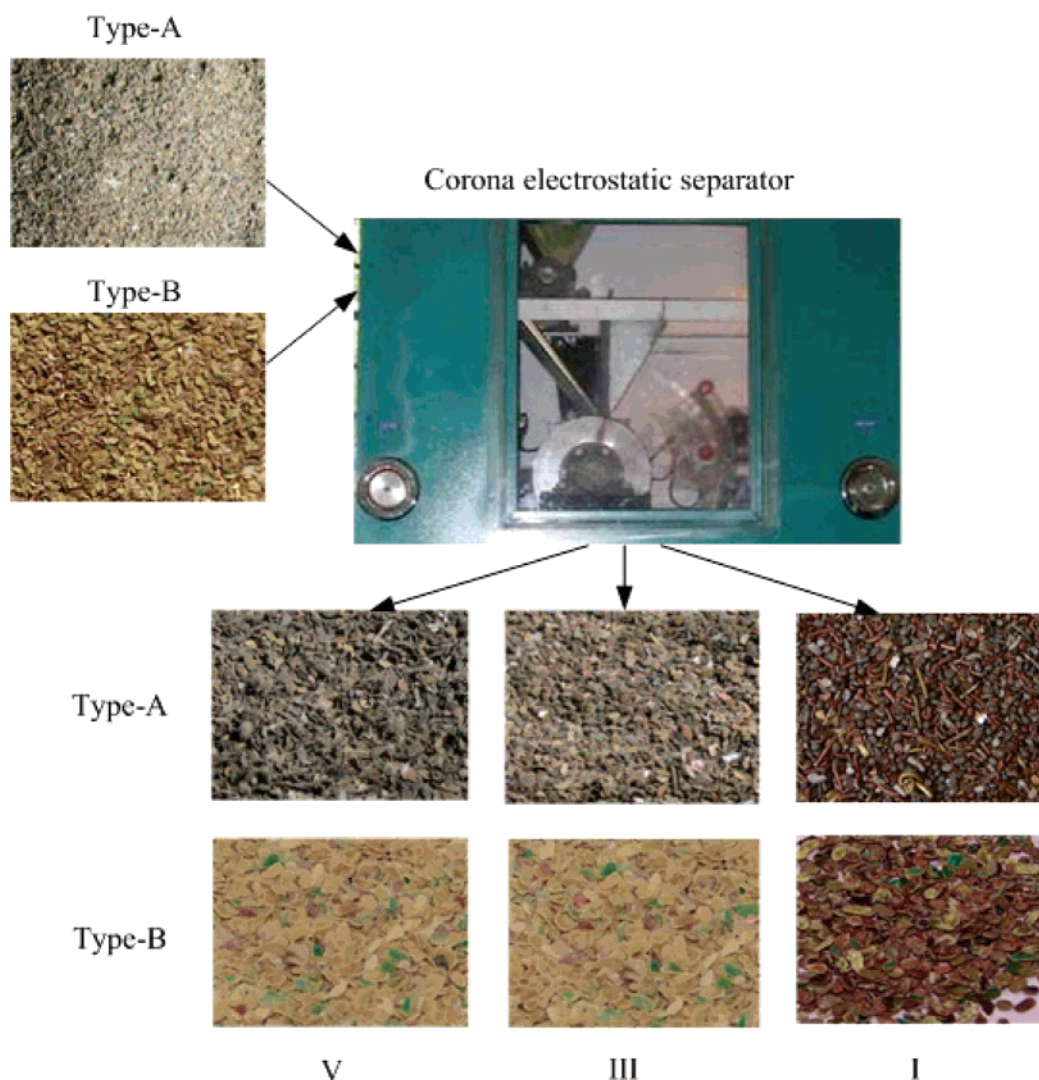 Type-A
Corona electrostatic separator
Type-B
Type-A
Type-B
V III I